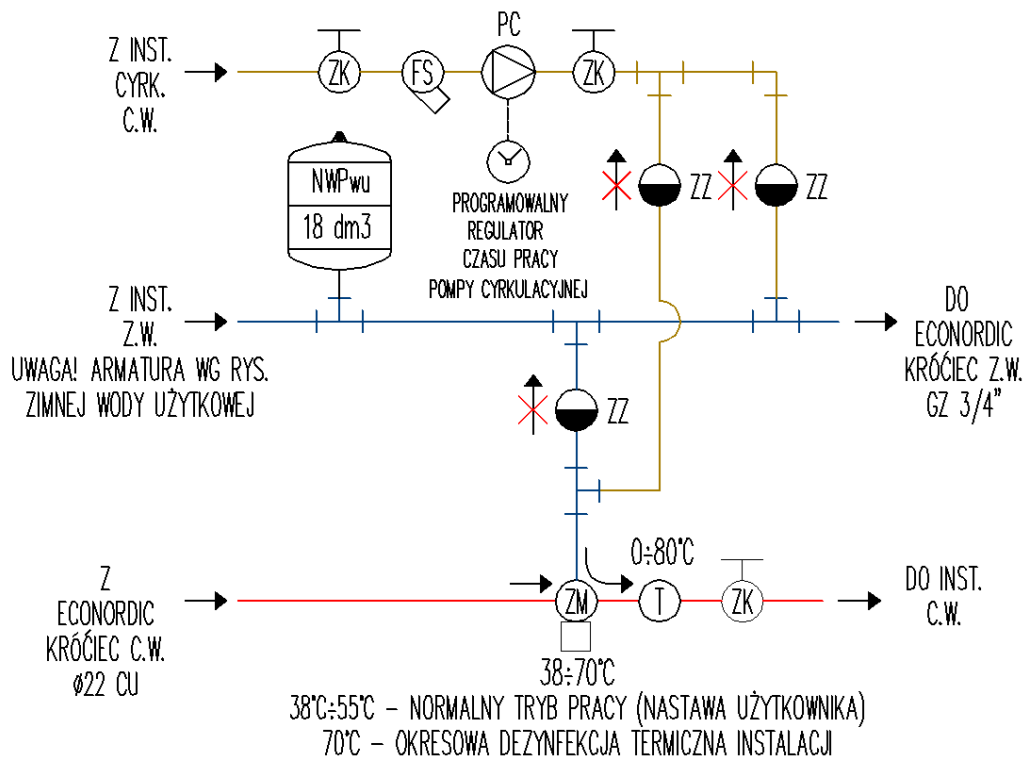 PC
Z INST.
CYRK.
C.W.
ZK
FS
ZK
NWPwu
18 dm3
PROGRAMOWALNY
REGULATOR
CZASU PRACY
POMPY CYRKULACYJNEJ
ZZ
ZZ
Z INST.
Z.W.
UWAGA! ARMATURA WG RYS.
ZIMNEJ WODY UŻYTKOWEJ
DO
ECONORDIC
KRÓĆIEC Z.W.
GZ 3/4"
ZZ
Z
ECONORDIC
KRÓĆIEC C.W.
ø22 CU
0÷80°C
ZM
T
ZK
DO INST.
C.W.
38÷70°C
38°C÷55°C – NORMALNY TRYB PRACY (NASTAWA UŻYTKOWNIKA)
70°C – OKRESOWA DEZYNFEKCJA TERMICZNA INSTALACJI